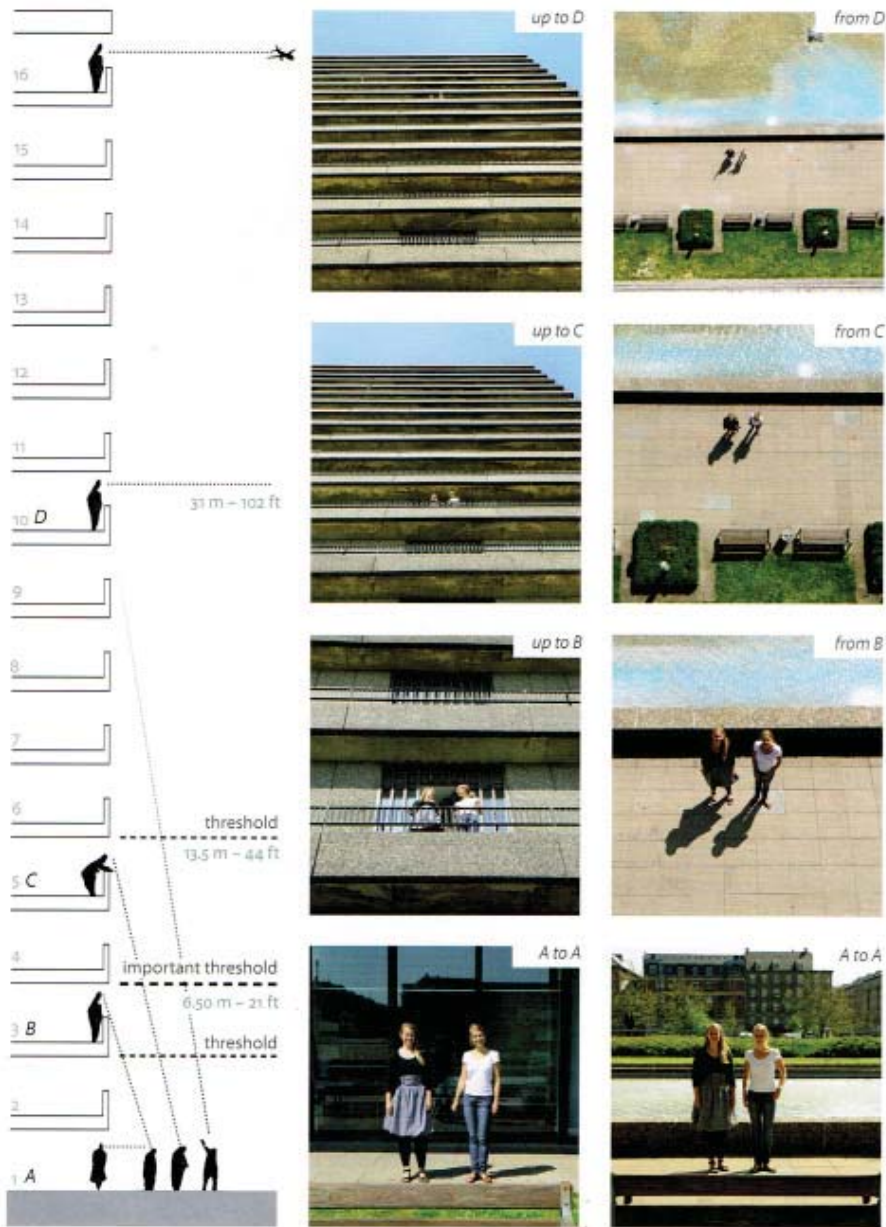 up to D
from D
16
15
14
13
up to C
from C
12
11
31 m – 102 ft
10 D
9
up to B
from B
8
7
6
threshold
13.5 m – 44 ft
5 C
A to A
A to A
4
important threshold
6.50 m – 21 ft
3 B
threshold
2
1 A